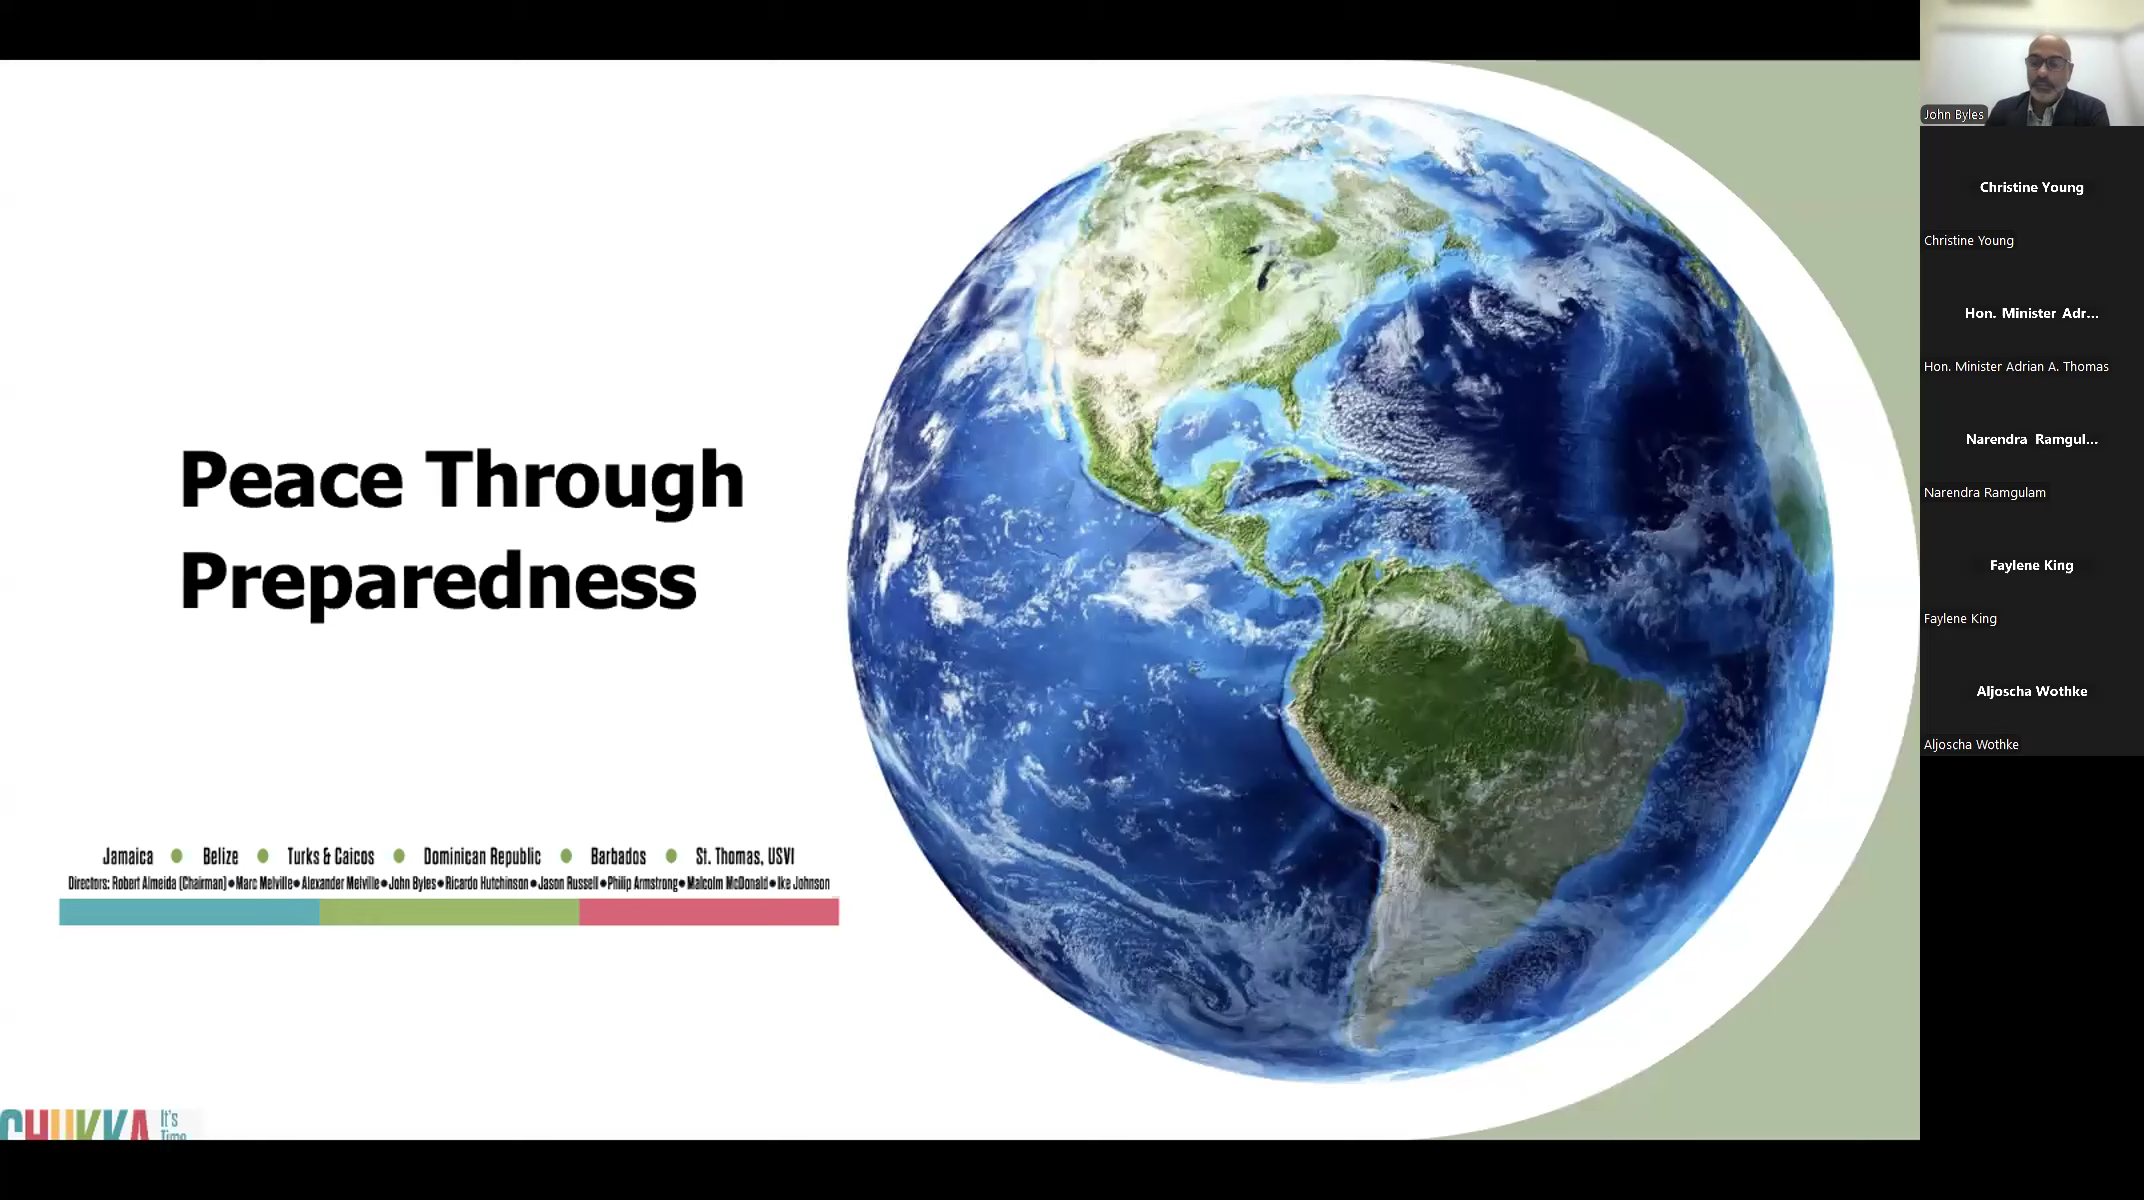 Peace Through
Preparedness
Jamaica ● Belize ● Turks & Caicos ● Dominican Republic ● Barbados ● St. Thomas, USVI
Directors: Robert Almeida (Chairman)●Marc Melville●Alexander Melville●John Byles●Ricardo Hutchinson●Jason Russell●Philip Armstrong●Malcolm McDonald●Ike Johnson
CHUKKA
It's
Time
John Byles
Christine Young
Christine Young
Hon. Minister Adr...
Hon. Minister Adrian A. Thomas
Narendra Ramgul...
Narendra Ramgulam
Faylene King
Faylene King
Aljoscha Wothke
Aljoscha Wothke